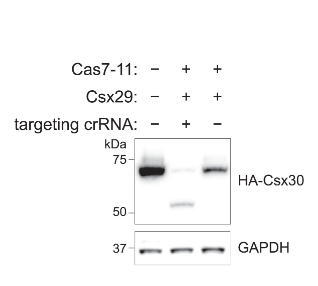 Cas7-11: – + +
Csx29: – + +
targeting crRNA: – + –
kDa
75
HA-Csx30
50
37 GAPDH